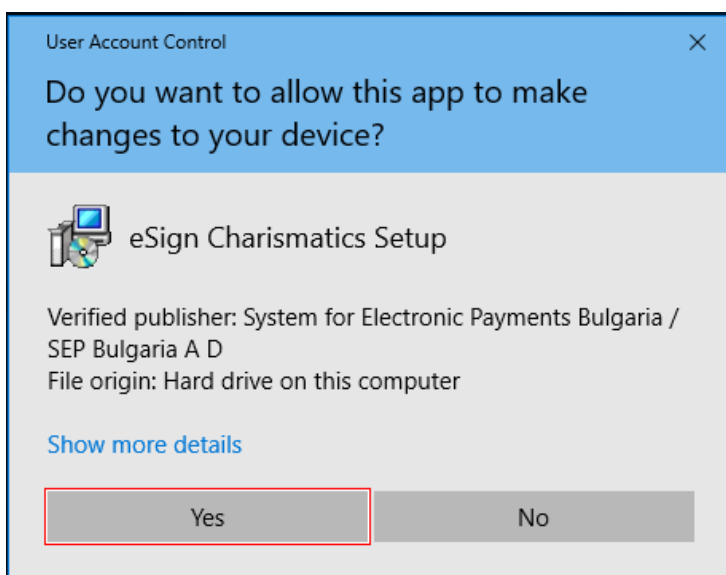 User Account Control
Do you want to allow this app to make
changes to your device?
eSign Charismatics Setup
Verified publisher: System for Electronic Payments Bulgaria /
SEP Bulgaria A D
File origin: Hard drive on this computer
Show more details
Yes
No